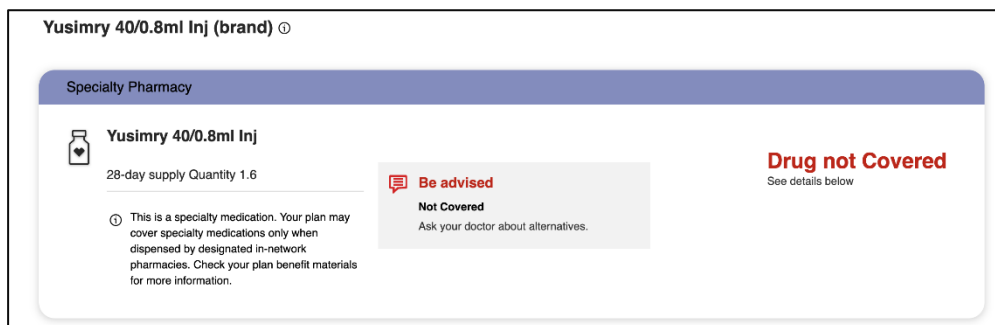 Yusimry 40/0.8ml Inj (brand) ⓘ
Specialty Pharmacy
Yusimry 40/0.8ml Inj
28-day supply Quantity 1.6
ⓘ This is a specialty medication. Your plan may
cover specialty medications only when
dispensed by designated in-network
pharmacies. Check your plan benefit materials
for more information.
Be advised
Not Covered
Ask your doctor about alternatives.
Drug not Covered
See details below